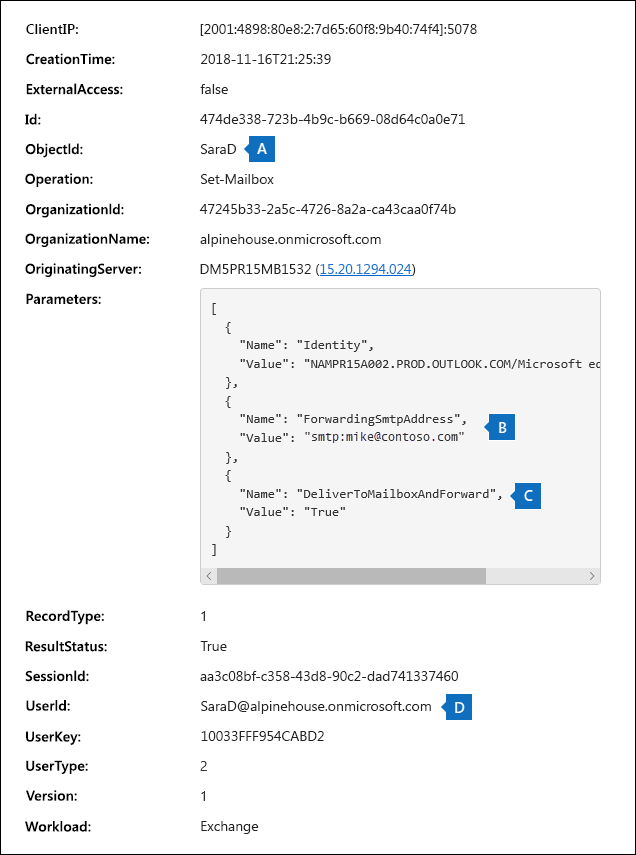 ClientIP: [2001:4898:80e8:2:7d65:60f8:9b40:74f4]:5078
CreationTime: 2018-11-16T21:25:39
ExternalAccess: false
Id: 474de338-723b-4b9c-b669-08d64c0a0e71
ObjectId: SaraD A
Operation: Set-Mailbox
OrganizationId: 47245b33-2a5c-4726-8a2a-ca43caa0f74b
OrganizationName: alpinehouse.onmicrosoft.com
OriginatingServer: DM5PR15MB1532 (15.20.1294.024)
Parameters:
[
{
"Name": "Identity",
"Value": "NAMPR15A002.PROD.OUTLOOK.COM/Microsoft
},
{
"Name": "ForwardingSmtpAddress", B
"Value": "smtp:mike@contoso.com"
},
{
"Name": "DeliverToMailboxAndForward", C
"Value": "True"
}
]
RecordType: 1
ResultStatus: True
SessionId: aa3c08bf-c358-43d8-90c2-dad741337460
UserId: SaraD@alpinehouse.onmicrosoft.com D
UserKey: 10033FFF954CABD2
UserType: 2
Version: 1
Workload: Exchange